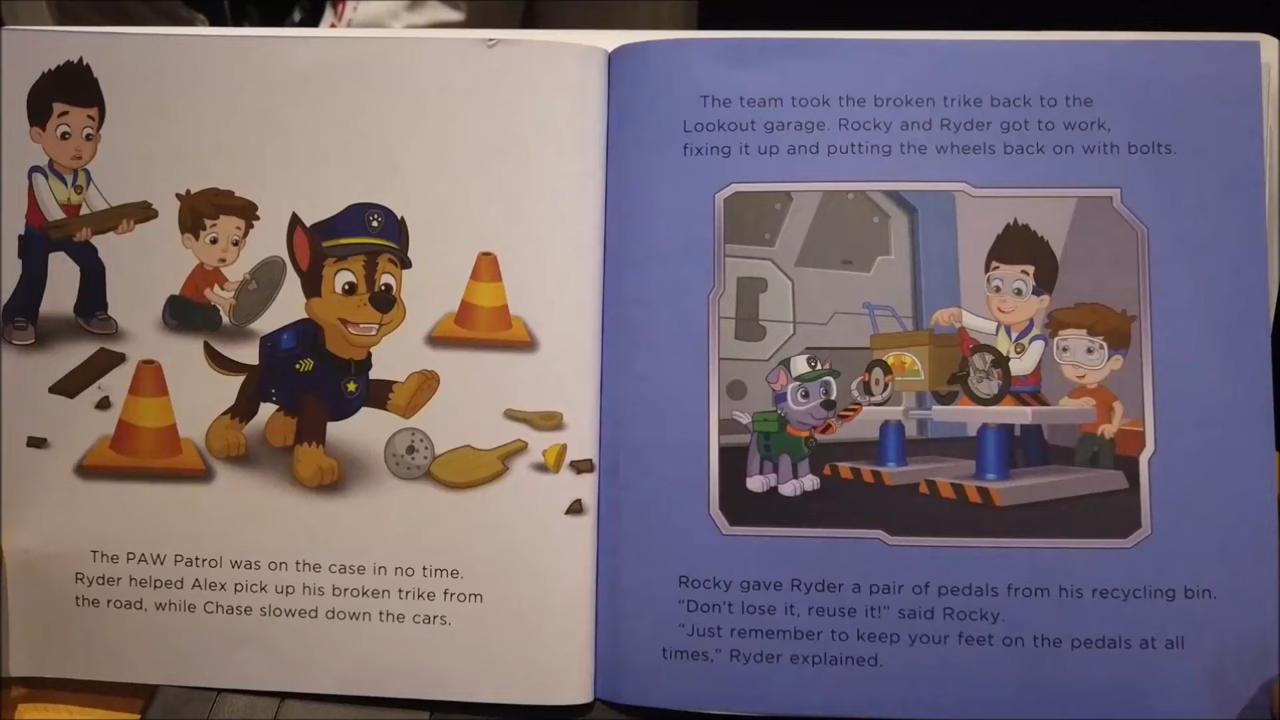 The PAW Patrol was on the case in no time.
Ryder helped Alex pick up his broken trike from
the road, while Chase slowed down the cars.
The team took the broken trike back to the
Lookout garage. Rocky and Ryder got to work,
fixing it up and putting the wheels back on with bolts.
Rocky gave Ryder a pair of pedals from his recycling bin.
"Don't lose it, reuse it!" said Rocky.
"Just remember to keep your feet on the pedals at all
times," Ryder explained.